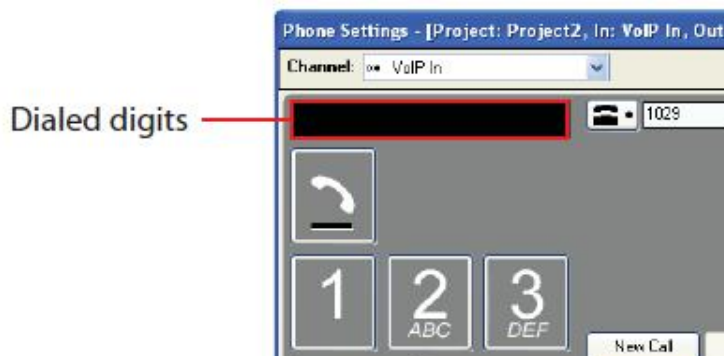 Phone Settings - [Project: Project2, In: VoIP In, Out
Channel: VoIP In
Dialed digits
1029
1 2 ABC 3 DEF
New Call